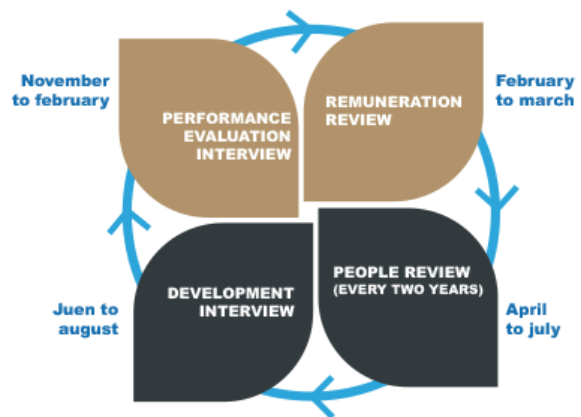 November
to february
PERFORMANCE
EVALUATION
INTERVIEW
REMUNERATION
REVIEW
February
to march
Juen to
august
DEVELOPMENT
INTERVIEW
PEOPLE REVIEW
(EVERY TWO YEARS)
April
to july